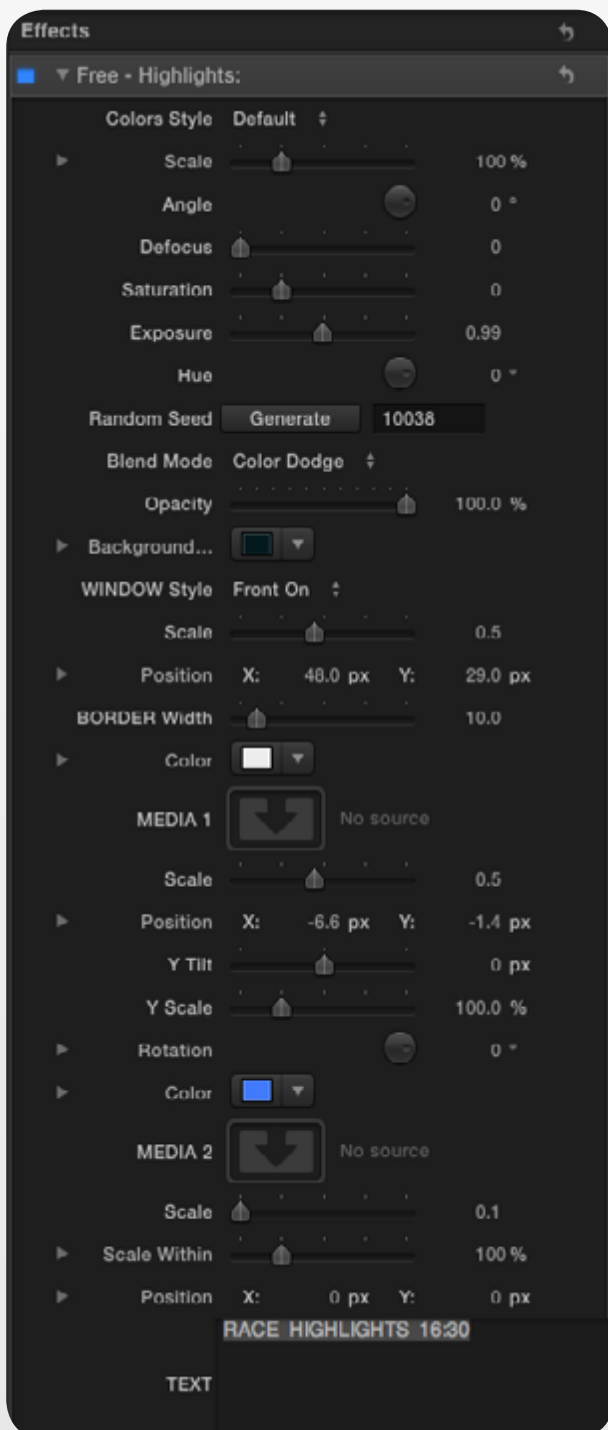 Effects
Free - Highlights:
Colors Style Default
Scale 100 %
Angle 0 °
Defocus 0
Saturation 0
Exposure 0.99
Hue 0 °
Random Seed Generate 10038
Blend Mode Color Dodge
Opacity 100.0 %
Background...
WINDOW Style Front On
Scale 0.5
Position X: 48.0 px Y: 29.0 px
BORDER Width 10.0
Color
MEDIA 1 No source
Scale 0.5
Position X: -6.6 px Y: -1.4 px
Y Tilt 0 px
Y Scale 100.0 %
Rotation 0 °
Color
MEDIA 2 No source
Scale 0.1
Scale Within 100 %
Position X: 0 px Y: 0 px
RACE HIGHLIGHTS 16:30
TEXT